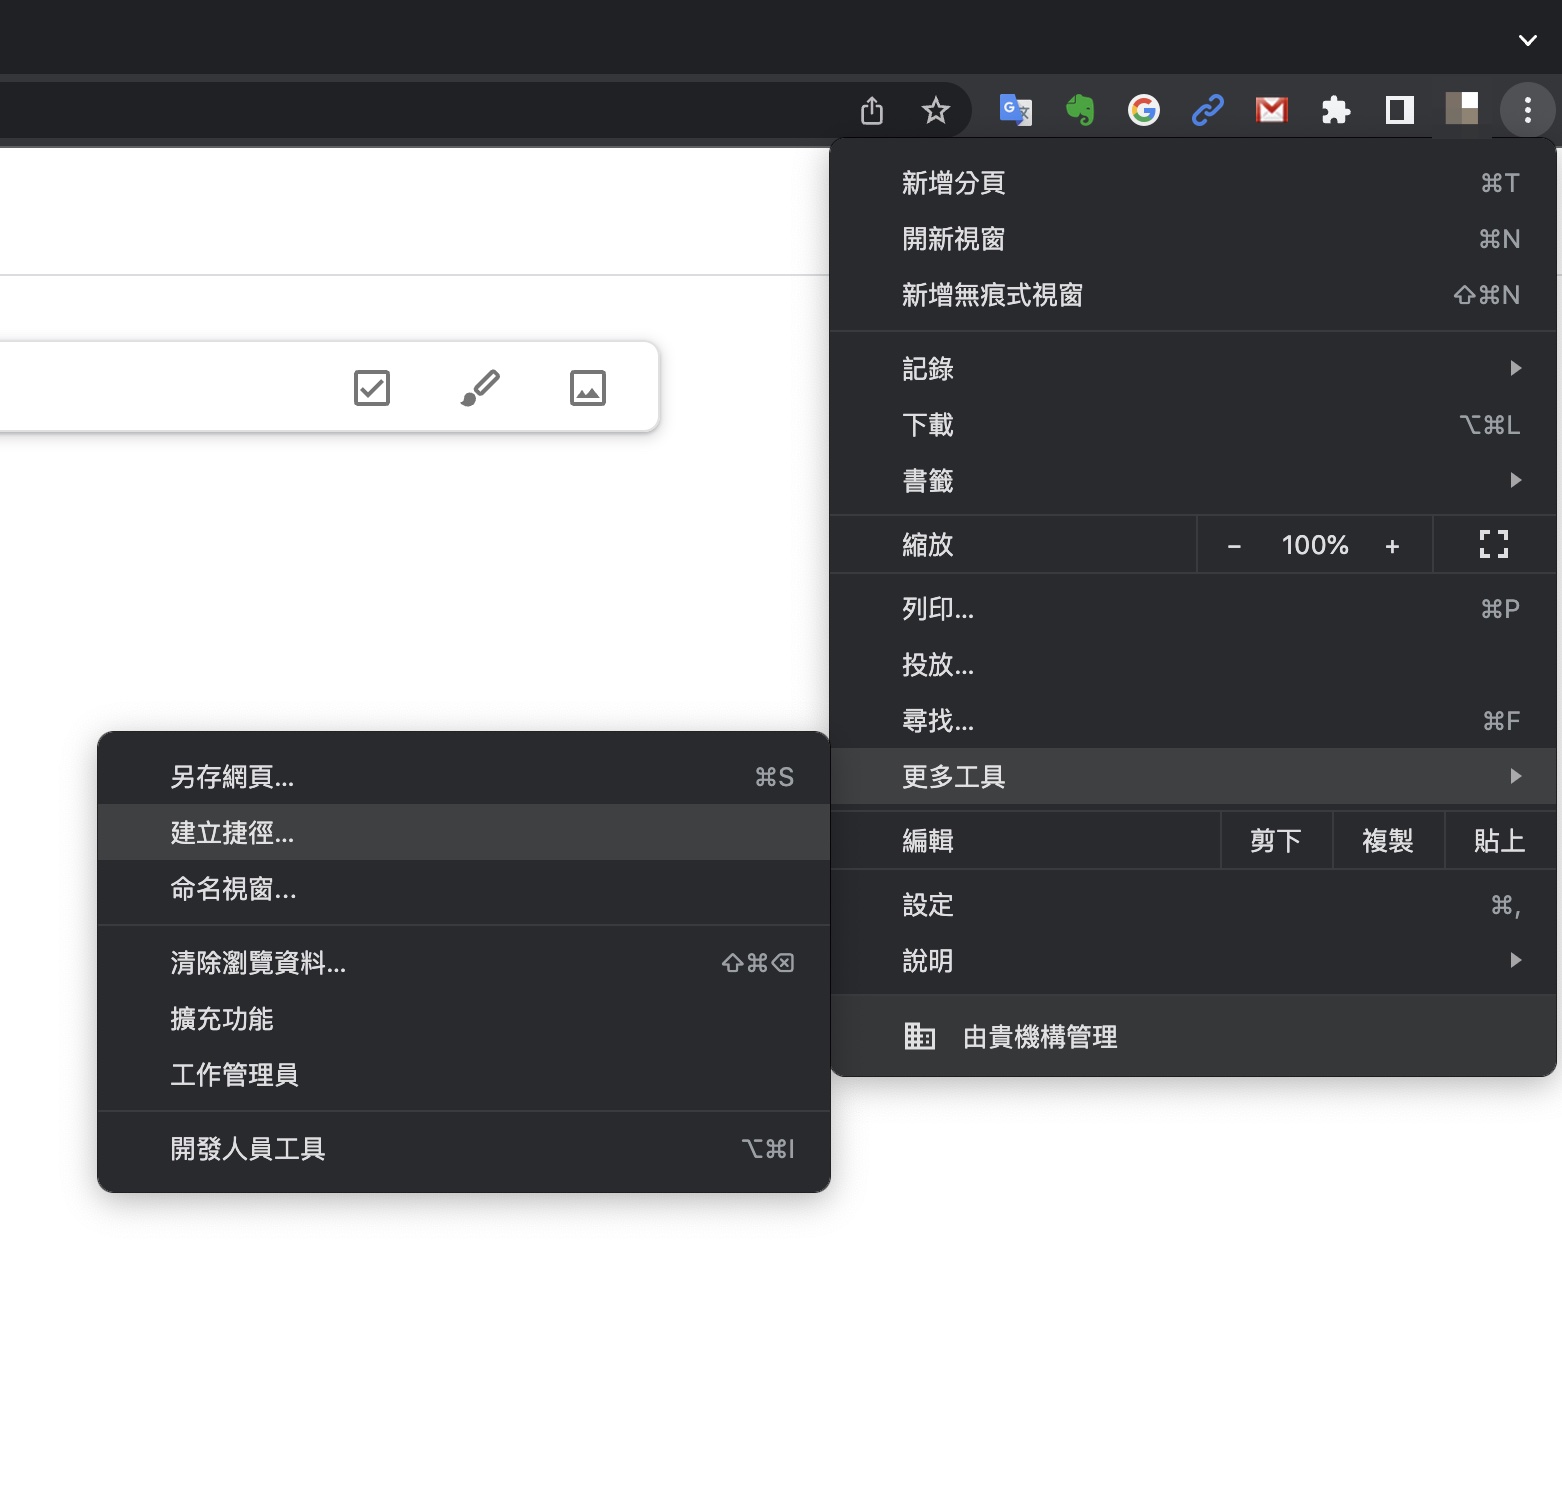 新增分頁 ⌘T
開新視窗 ⌘N
新增無痕式視窗 ⇧⌘N
記錄
下載 ⌥⌘L
書籤
縮放 − 100% +
列印... ⌘P
投放...
尋找... ⌘F
更多工具
編輯 剪下 複製 貼上
設定 ⌘,
說明
由貴機構管理
另存網頁... ⌘S
建立捷徑...
命名視窗...
清除瀏覽資料... ⇧⌘⌫
擴充功能
工作管理員
開發人員工具 ⌥⌘I